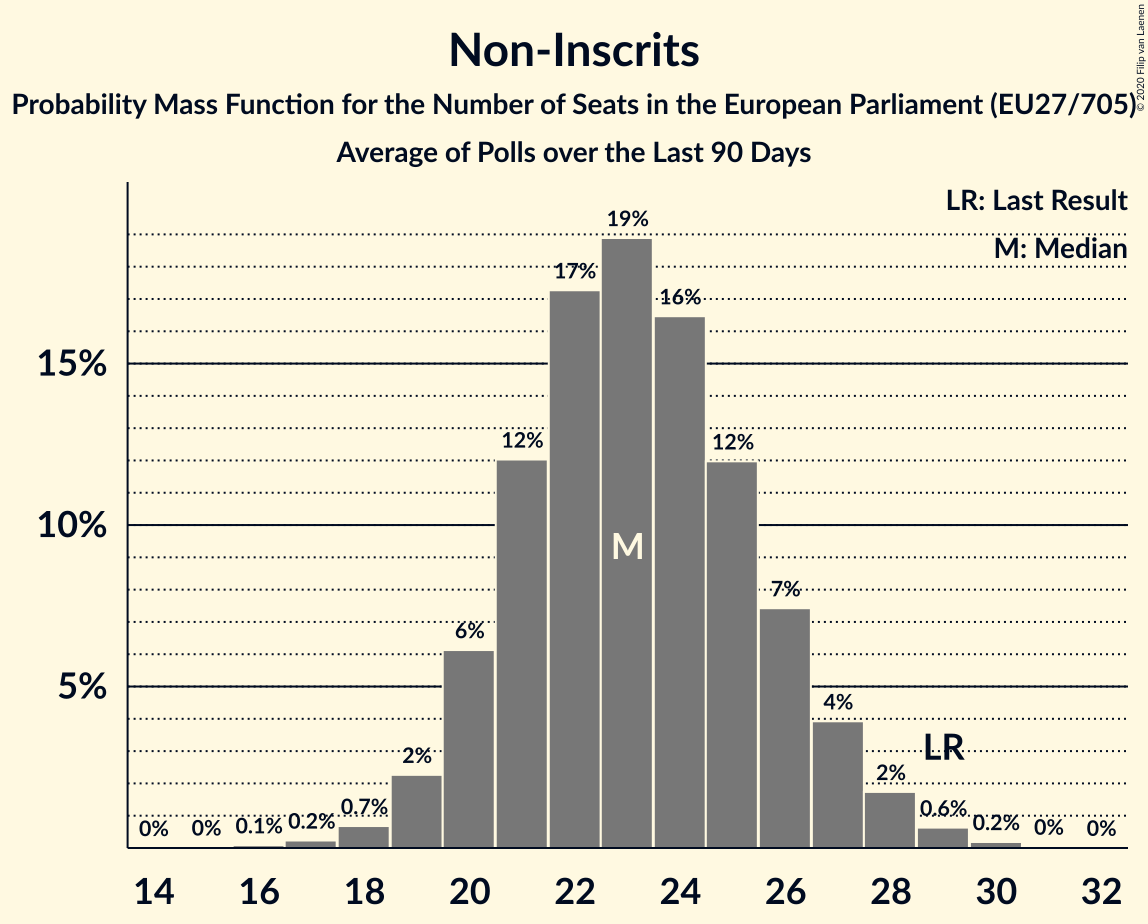 Non-Inscrits
Probability Mass Function for the Number of Seats in the European Parliament (EU27/705)
Average of Polls over the Last 90 Days
© 2020 Filip van Laenen
LR: Last Result
M: Median
15%
10%
5%
0%
0%
0.1%
0.2%
0.7%
2%
6%
12%
17%
19%
16%
12%
7%
4%
2%
0.6%
0.2%
0%
0%
M
LR
14 16 18 20 22 24 26 28 30 32